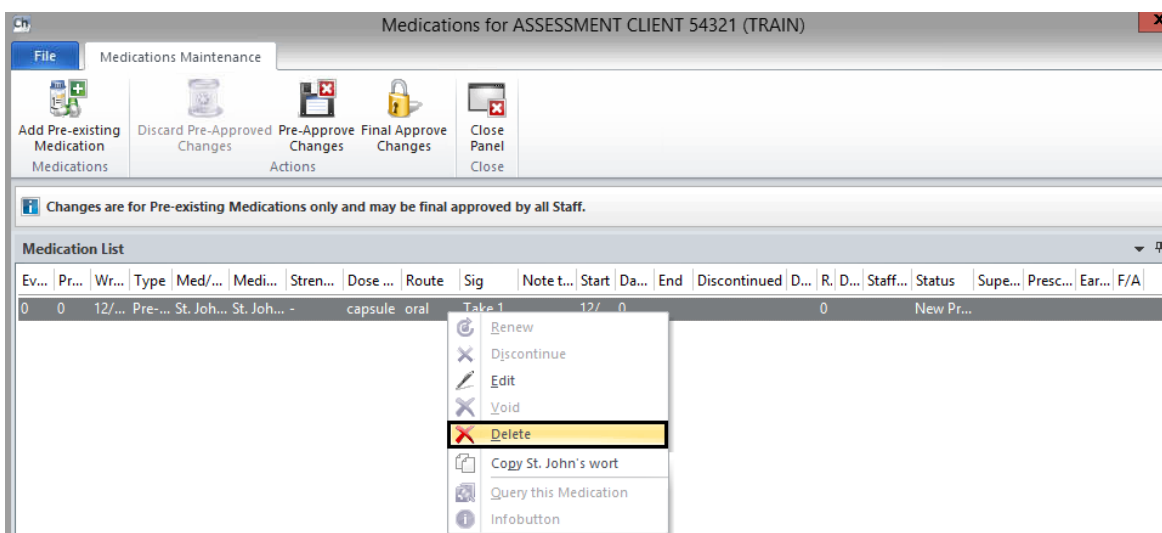 Ch
Medications for ASSESSMENT CLIENT 54321 (TRAIN)
File Medications Maintenance
Add Pre-existing Medication
Discard Pre-Approved Changes
Pre-Approve Changes
Final Approve Changes
Close Panel
Medications Actions Close
Changes are for Pre-existing Medications only and may be final approved by all Staff.
Medication List
Ev... Pr... Wr... Type Med/... Medi... Stren... Dose ... Route Sig Note t... Start Da... End Discontinued D... R. D... Staff... Status Supe... Presc... Ear... F/A
0 0 12/... Pre-... St. Joh... St. Joh... - capsule oral Take 1 12/ 0 0 New Pr...
Renew
Discontinue
Edit
Void
Delete
Copy St. John's wort
Query this Medication
Infobutton